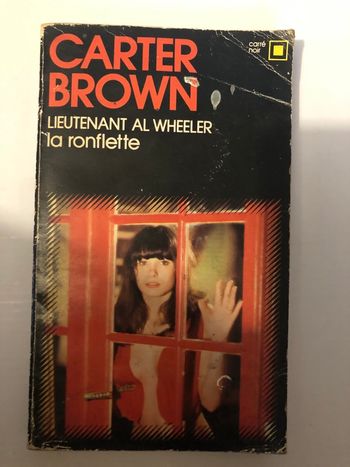 CARTER
BROWN
carré
noir
LIEUTENANT AL WHEELER
la ronflette